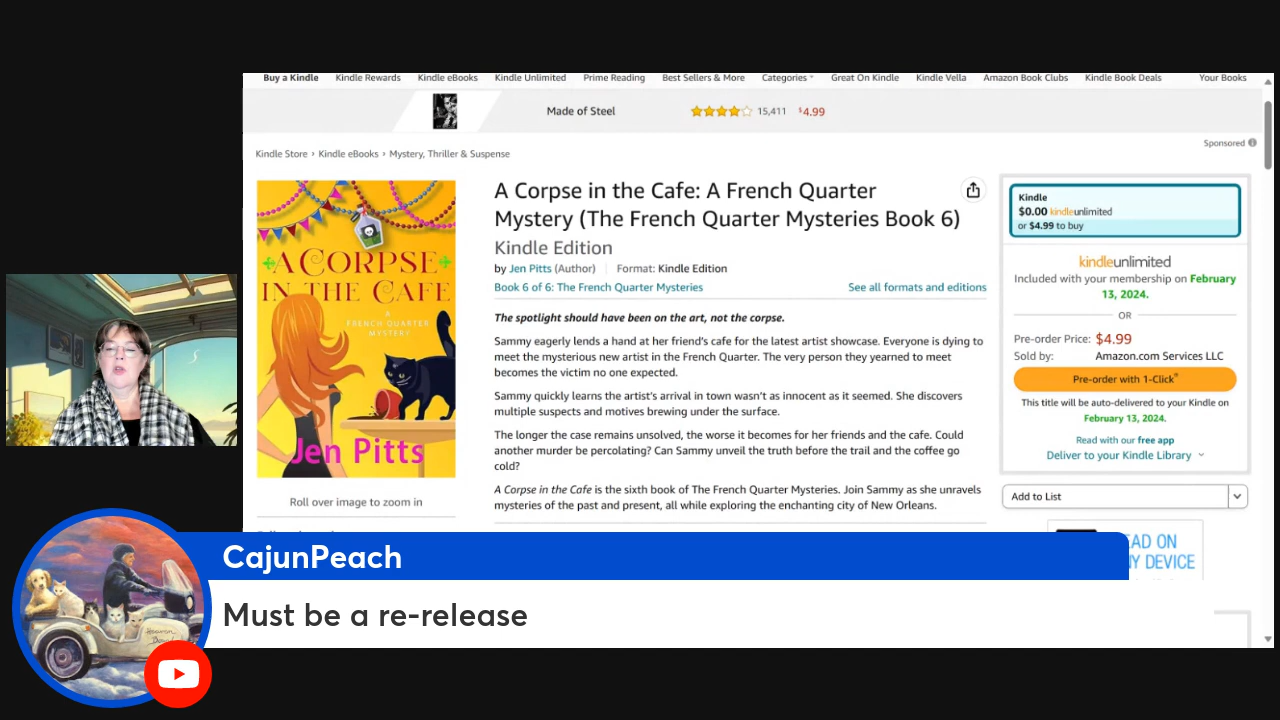 Buy a Kindle Kindle Rewards Kindle eBooks Kindle Unlimited Prime Reading Best Sellers & More Categories Great On Kindle Kindle Vella Amazon Book Clubs Kindle Book Deals Your Books
Made of Steel 15,411 $4.99
Sponsored
Kindle Store › Kindle eBooks › Mystery, Thriller & Suspense
A CORPSE
IN THE CAFE
A
FRENCH QUARTER
MYSTERY
Jen Pitts
Roll over image to zoom in
A Corpse in the Cafe: A French Quarter
Mystery (The French Quarter Mysteries Book 6)
Kindle Edition
by Jen Pitts (Author) Format: Kindle Edition
Book 6 of 6: The French Quarter Mysteries See all formats and editions
The spotlight should have been on the art, not the corpse.
Sammy eagerly lends a hand at her friend's cafe for the latest artist showcase. Everyone is dying to
meet the mysterious new artist in the French Quarter. The very person they yearned to meet
becomes the victim no one expected.
Sammy quickly learns the artist's arrival in town wasn't as innocent as it seemed. She discovers
multiple suspects and motives brewing under the surface.
The longer the case remains unsolved, the worse it becomes for her friends and the cafe. Could
another murder be percolating? Can Sammy unveil the truth before the trail and the coffee go
cold?
A Corpse in the Cafe is the sixth book of The French Quarter Mysteries. Join Sammy as she unravels
mysteries of the past and present, all while exploring the enchanting city of New Orleans.
Kindle
$0.00 kindleunlimited
or $4.99 to buy
kindleunlimited
Included with your membership on February
13, 2024.
OR
Pre-order Price: $4.99
Sold by: Amazon.com Services LLC
Pre-order with 1-Click®
This title will be auto-delivered to your Kindle on
February 13, 2024.
Read with our free app
Deliver to your Kindle Library
Add to List
EAD ON
NY DEVICE
CajunPeach
Must be a re-release